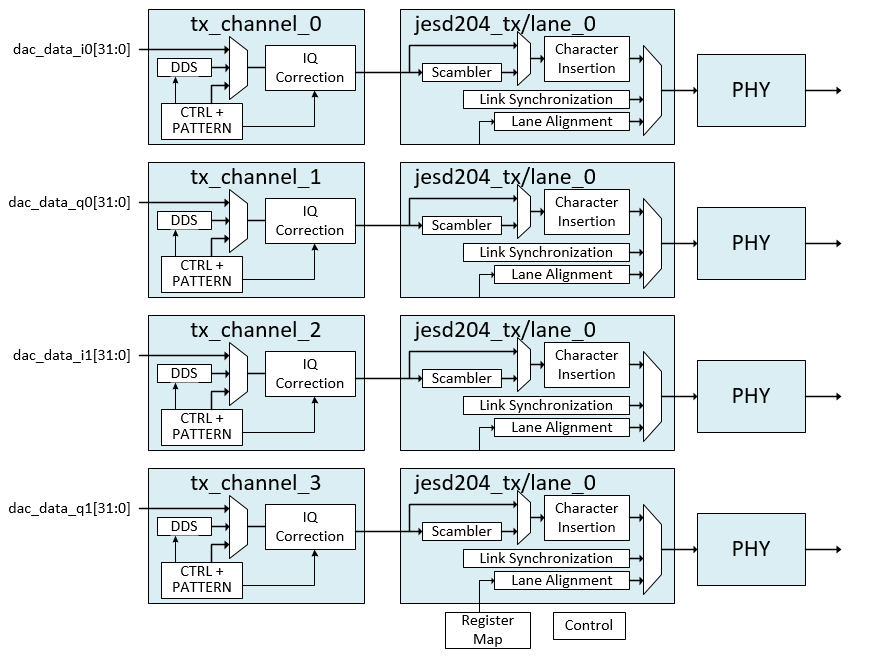 tx_channel_0
jesd204_tx/lane_0
dac_data_i0[31:0]
DDS
IQ
Correction
CTRL +
PATTERN
Scambler
Character
Insertion
Link Synchronization
Lane Alignment
PHY
tx_channel_1
jesd204_tx/lane_0
dac_data_q0[31:0]
DDS
IQ
Correction
CTRL +
PATTERN
Scambler
Character
Insertion
Link Synchronization
Lane Alignment
PHY
tx_channel_2
jesd204_tx/lane_0
dac_data_i1[31:0]
DDS
IQ
Correction
CTRL +
PATTERN
Scambler
Character
Insertion
Link Synchronization
Lane Alignment
PHY
tx_channel_3
jesd204_tx/lane_0
dac_data_q1[31:0]
DDS
IQ
Correction
CTRL +
PATTERN
Scambler
Character
Insertion
Link Synchronization
Lane Alignment
PHY
Register
Map
Control